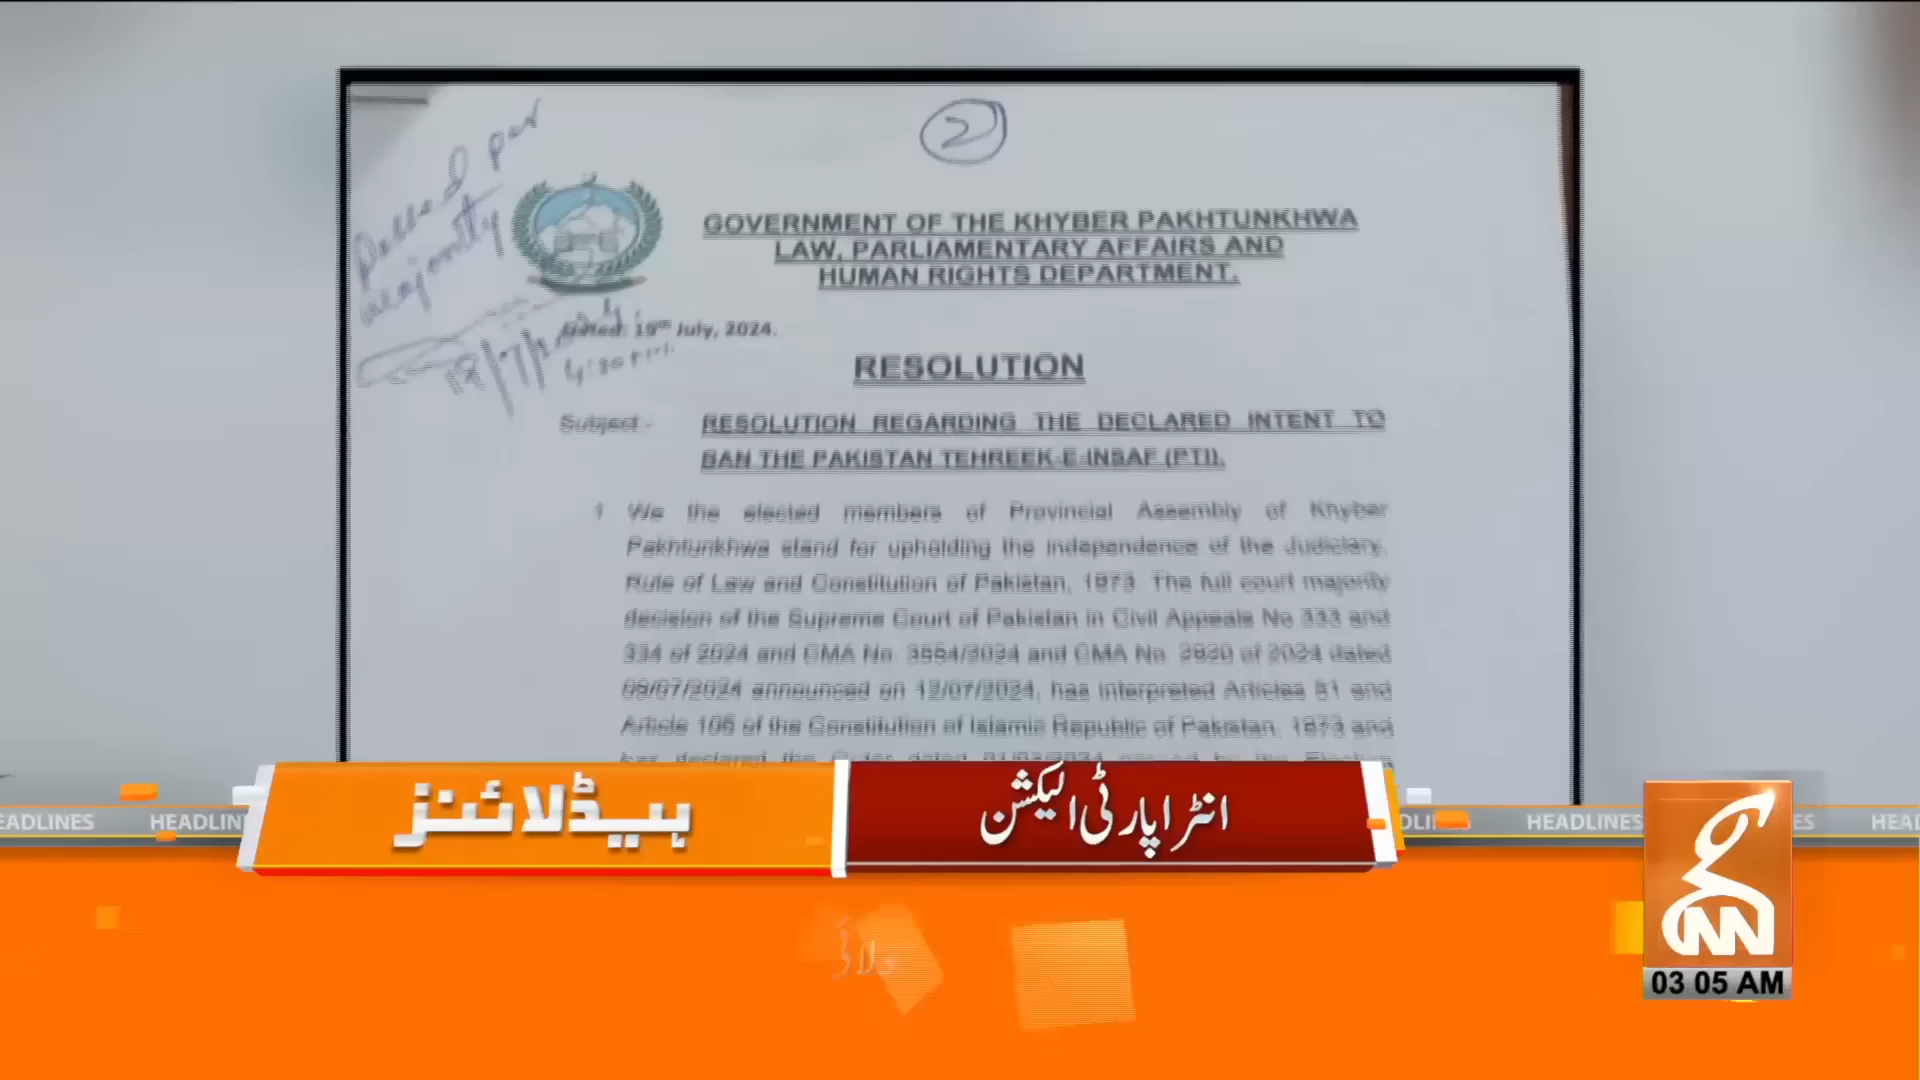 2
Passed per
majority
GOVERNMENT OF THE KHYBER PAKHTUNKHWA
LAW, PARLIAMENTARY AFFAIRS AND
HUMAN RIGHTS DEPARTMENT.
Dated: 19th July, 2024.
RESOLUTION
Subject:- RESOLUTION REGARDING THE DECLARED INTENT TO
BAN THE PAKISTAN TEHREEK-E-INSAF (PTI).
1 We the elected members of Provincial Assembly of Khyber
Pakhtunkhwa stand for upholding the independence of the Judiciary,
Rule of Law and Constitution of Pakistan, 1973. The full court majority
decision of the Supreme Court of Pakistan in Civil Appeals No 333 and
334 of 2024 and CMA No. and CMA No. of 2024 dated
09/07/2024 announced on 12/07/2024, has interpreted Articles 51 and
Article 106 of the Constitution of Islamic Republic of Pakistan, 1973 and
انٹرا پارٹی الیکشن
ہیڈلائنز
HEADLINES
HEADLINES
GNN
03 05 AM